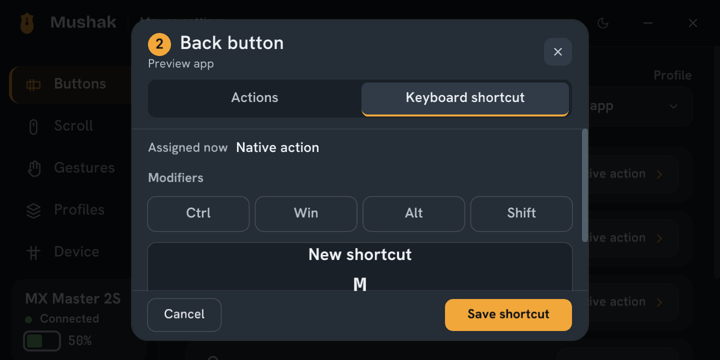 Mushak
2 Back button
Preview app
Actions
Keyboard shortcut
Assigned now Native action
Modifiers
Ctrl
Win
Alt
Shift
New shortcut
M
Cancel
Save shortcut
Buttons
Scroll
Gestures
Profiles
Device
MX Master 2S
Connected
50%
Profile
app
ive action
ive action
ive action